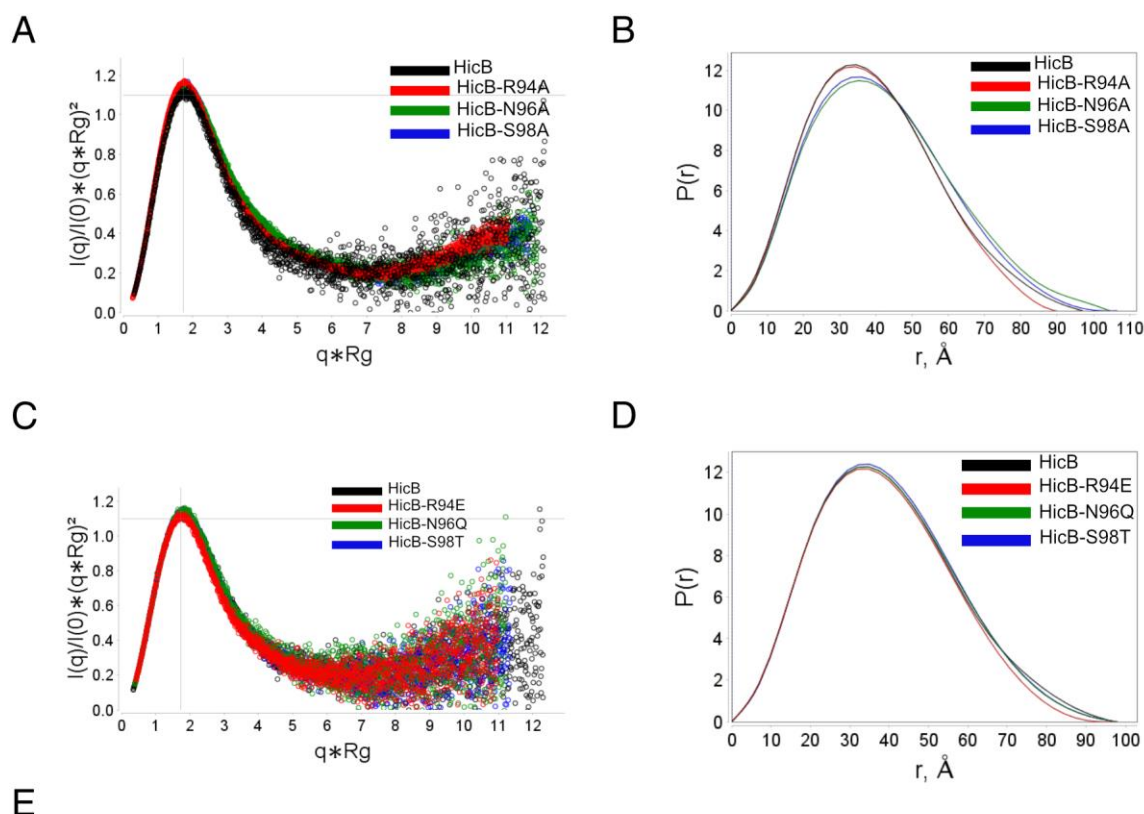 A
I(q)/I(0)*(q*Rg)²
1.2
1.0
0.8
0.6
0.4
0.2
0.0
0 1 2 3 4 5 6 7 8 9 10 11 12
q*Rg
HicB
HicB-R94A
HicB-N96A
HicB-S98A
B
P(r)
12
10
8
6
4
2
0
0 10 20 30 40 50 60 70 80 90 100 110
r, Å
HicB
HicB-R94A
HicB-N96A
HicB-S98A
C
I(q)/I(0)*(q*Rg)²
1.2
1.0
0.8
0.6
0.4
0.2
0.0
0 1 2 3 4 5 6 7 8 9 10 11 12
q*Rg
HicB
HicB-R94E
HicB-N96Q
HicB-S98T
D
P(r)
12
10
8
6
4
2
0
0 10 20 30 40 50 60 70 80 90 100
r, Å
HicB
HicB-R94E
HicB-N96Q
HicB-S98T
E